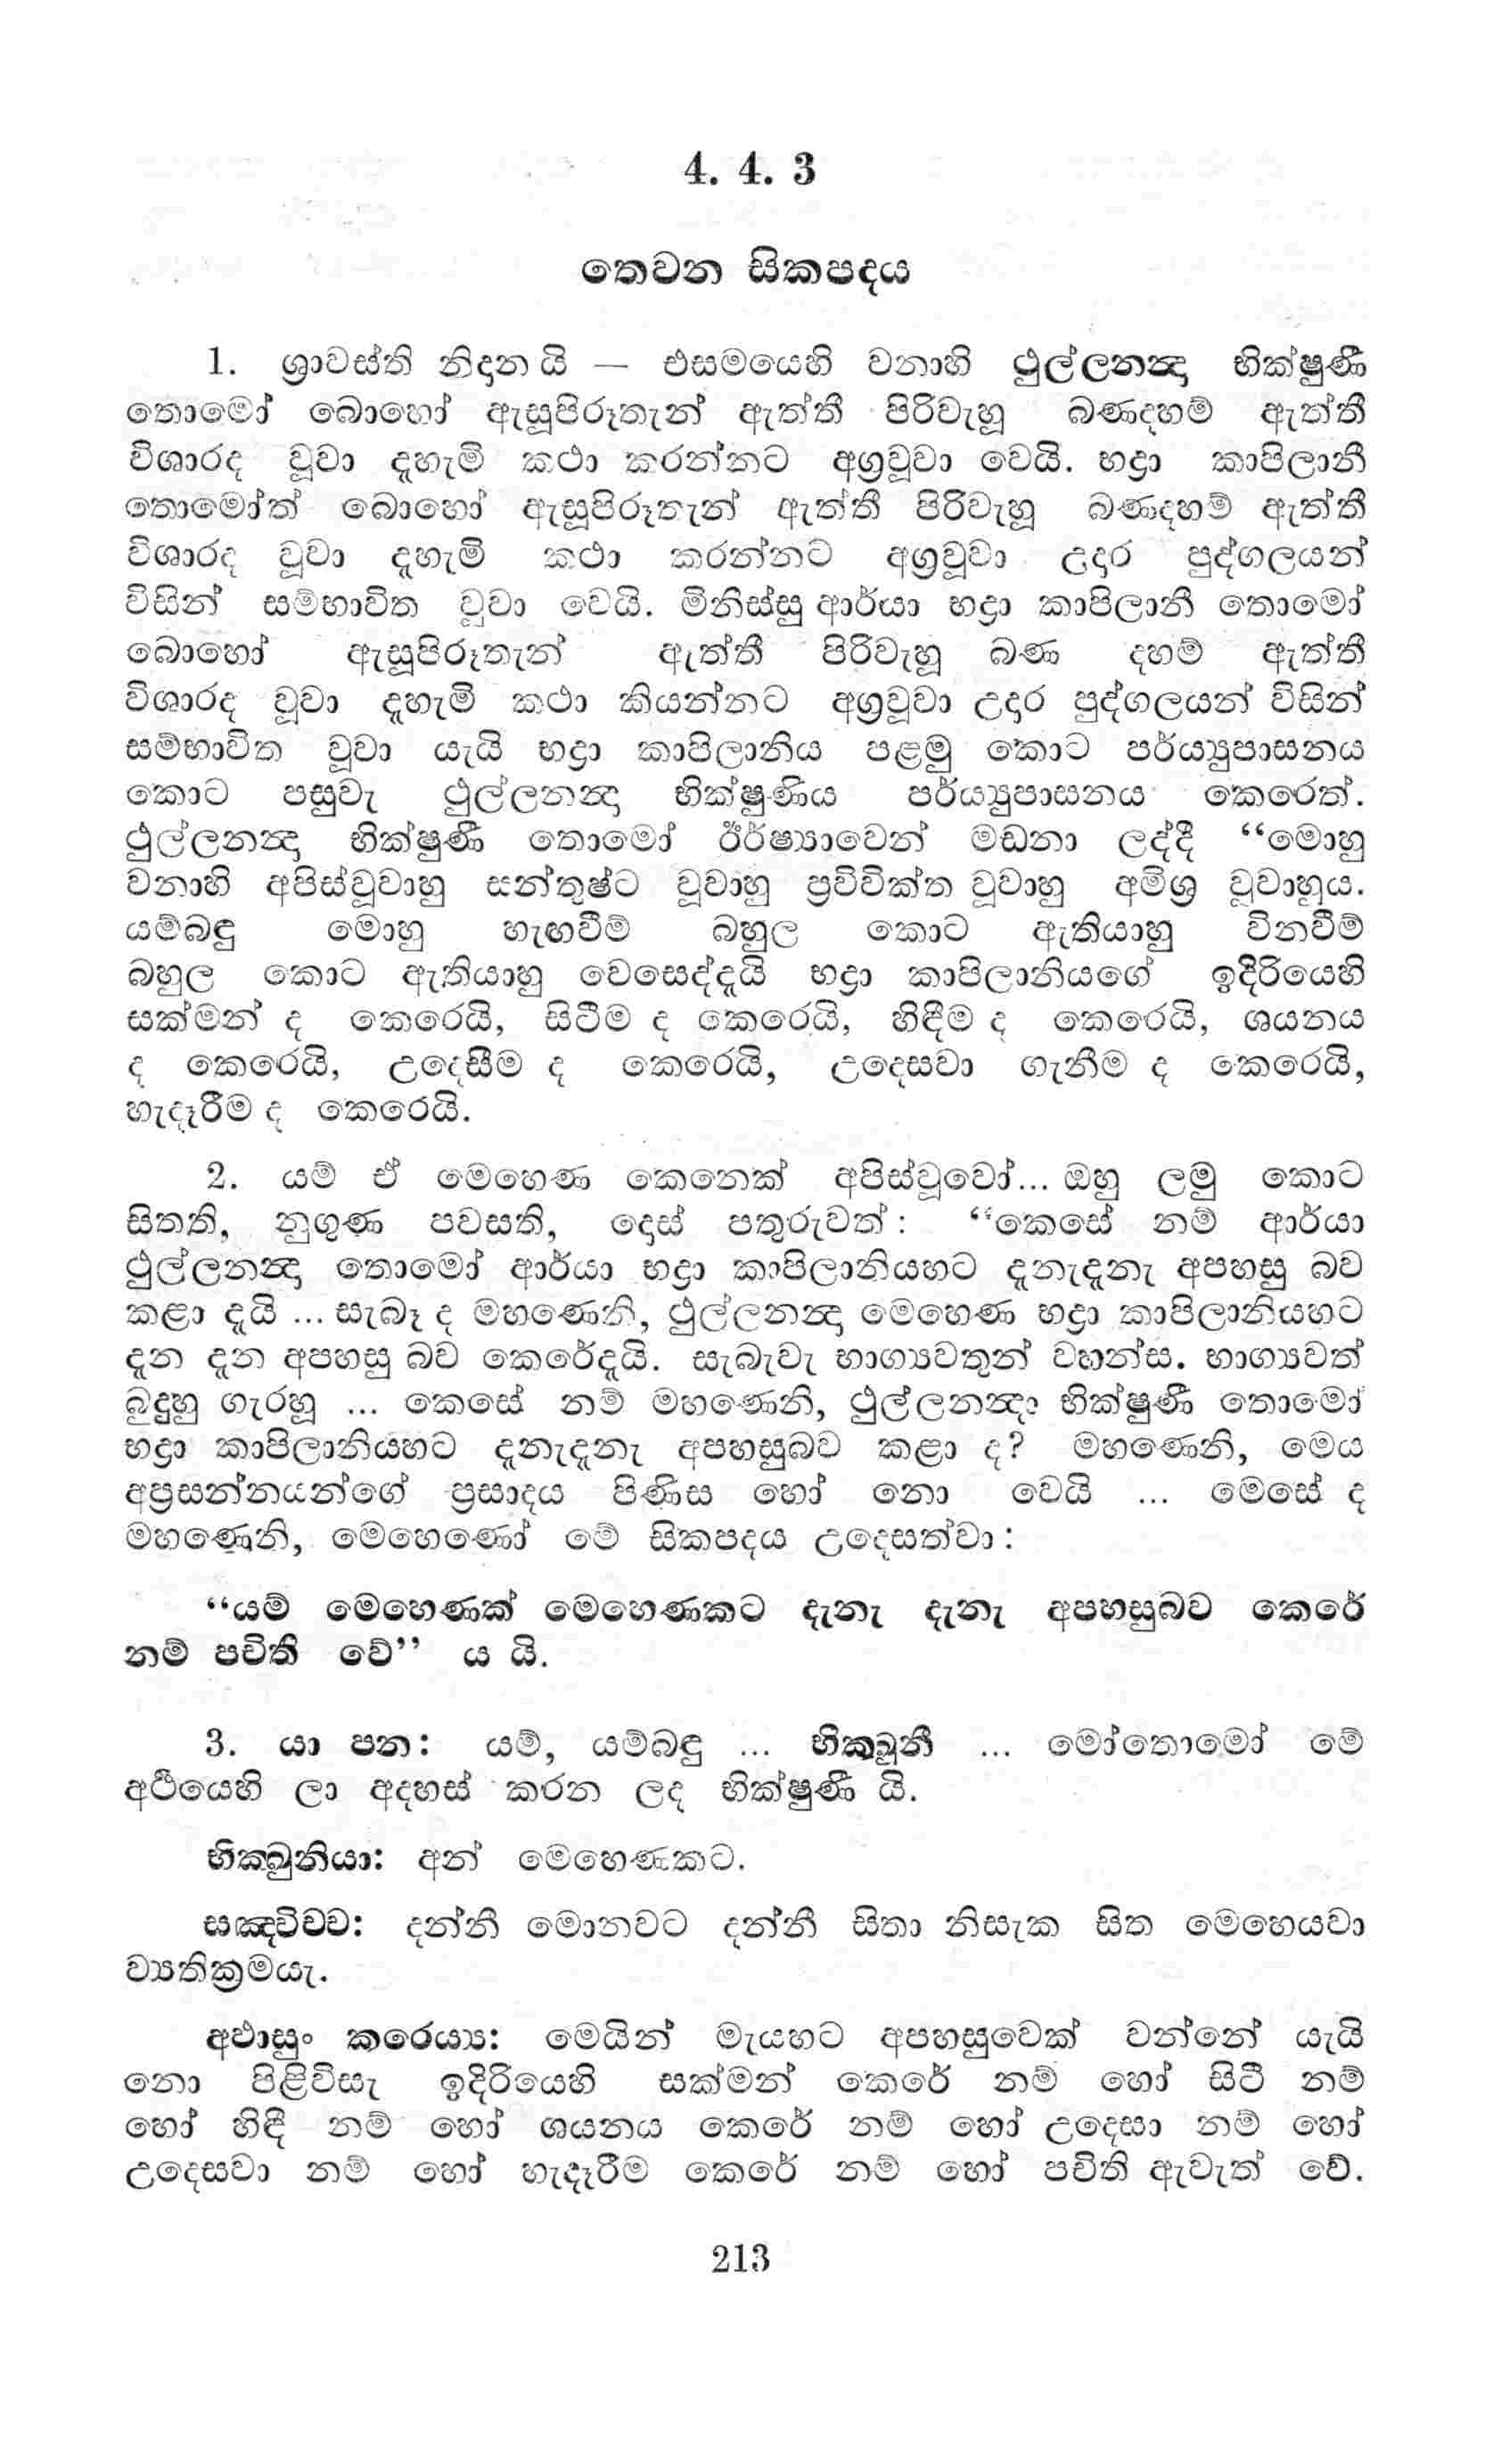 4. 4. 3
තෙවන සිකපදය
1. ශ්‍රාවස්ති නිදාන යි — එසමයෙහි වනාහි ථුල්ලනන්‍දා භික්ෂුණී
තොමෝ බොහෝ ඇසූපිරූතැන් ඇත්තී පිරිවැහූ බණදහම් ඇත්තී
විශාරද වූවා දැහැමි කථා කරන්නට අග්‍රවූවා වෙයි. භද්‍රා කාපිලානී
තොමෝත් බොහෝ ඇසූපිරූතැන් ඇත්තී පිරිවැහූ බණදහම් ඇත්තී
විශාරද වූවා දැහැමි කථා කරන්නට අග්‍රවූවා උදාර පුද්ගලයන්
විසින් සම්භාවිත වූවා වෙයි. මිනිස්සු ආර්යා භද්‍රා කාපිලානී තොමෝ
බොහෝ ඇසූපිරූතැන් ඇත්තී පිරිවැහූ බණ දහම් ඇත්තී
විශාරද වූවා දැහැමි කථා කියන්නට අග්‍රවූවා උදාර පුද්ගලයන් විසින්
සම්භාවිත වූවා යැයි භද්‍රා කාපිලානිය පළමු කොට පර්ය්‍යුපාසනය
කොට පසුවැ ථුල්ලනන්‍දා භික්ෂුණිය පර්ය්‍යුපාසනය කෙරෙත්.
ථුල්ලනන්‍දා භික්ෂුණී තොමෝ ඊර්ෂ්‍යාවෙන් මඩනා ලද්දී “මොහු
වනාහි අපිස්වූවාහු සන්තුෂ්ට වූවාහු ප්‍රවිවික්ත වූවාහු අමිශ්‍ර වූවාහුය.
යම්බඳු මොහු හැඟවීම් බහුල කොට ඇතියාහු විනවීම්
බහුල කොට ඇතියාහු වෙසෙද්දැයි භද්‍රා කාපිලානියගේ ඉදිරියෙහි
සක්මන් ද කෙරෙයි, සිටීම ද කෙරෙයි, හිඳීම ද කෙරෙයි, ශයනය
ද කෙරෙයි, උදෙසීම ද කෙරෙයි, උදෙසවා ගැනීම ද කෙරෙයි,
හැදෑරීම ද කෙරෙයි.
2. යම් ඒ මෙහෙණ කෙනෙක් අපිස්වූවෝ... ඔහු ලමු කොට
සිතති, නුගුණ පවසති, දොස් පතුරුවත් : “කෙසේ නම් ආර්යා
ථුල්ලනන්‍දා තොමෝ ආර්යා භද්‍රා කාපිලානියහට දැනැදැනැ අපහසු බව
කළා දැයි ... සැබෑ ද මහණෙනි, ථුල්ලනන්‍දා මෙහෙණ භද්‍රා කාපිලානියහට
දැන දැන අපහසු බව කෙරේදැයි. සැබැවැ භාග්‍යවතුන් වහන්ස. භාග්‍යවත්
බුදුහු ගැරහූ ... කෙසේ නම් මහණෙනි, ථුල්ලනන්‍දා භික්ෂුණී තොමෝ
භද්‍රා කාපිලානියහට දැනැදැනැ අපහසුබව කළා ද? මහණෙනි, මෙය
අප්‍රසන්නයන්ගේ ප්‍රසාදය පිණිස හෝ නො වෙයි ... මෙසේ ද
මහණෙනි, මෙහෙණෝ මේ සිකපදය උදෙසත්වා :
“යම් මෙහෙණක් මෙහෙණකට දැනැ දැනැ අපහසුබව කෙරේ
නම් පචිති වේ” ය යි.
3. යා පන: යම්, යම්බඳු ... භික්‍ඛුනී ... මෝතොමෝ මේ
අර්‍ථයෙහි ලා අදහස් කරන ලද භික්ෂුණී යි.
භික්‍ඛුනියා: අන් මෙහෙණකට.
සඤ්චිච්ච: දන්නී මොනවට දන්නී සිතා නිසැක සිත මෙහෙයවා
ව්‍යතික්‍රමයැ.
අඵාසුං කරෙය්‍ය: මෙයින් මැයහට අපහසුවෙක් වන්නේ යැයි
නො පිළිවිසැ ඉදිරියෙහි සක්මන් කෙරේ නම් හෝ සිටී නම්
හෝ හිඳී නම් හෝ ශයනය කෙරේ නම් හෝ උදෙසා නම් හෝ
උදෙසවා නම් හෝ හැදෑරීම කෙරේ නම් හෝ පචිති ඇවැත් වේ.
213